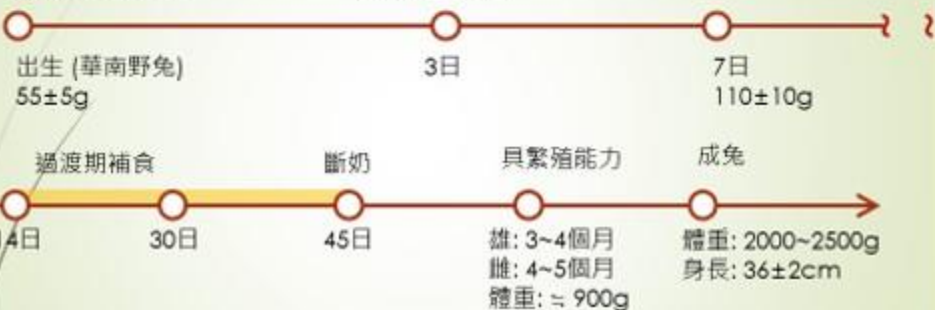 出生 (華南野兔)
55±5g
3日
7日
110±10g
過渡期補食
斷奶
具繁殖能力
成兔
14日
30日
45日
雄: 3~4個月
雌: 4~5個月
體重: ≒ 900g
體重: 2000~2500g
身長: 36±2cm